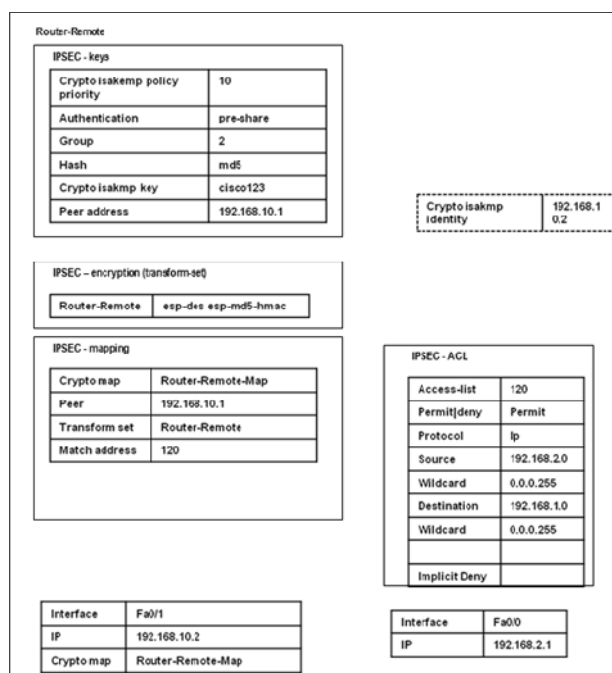 Router-Remote
IPSEC - keys
Crypto isakemp policy 10
priority
Authentication pre-share
Group 2
Hash md5
Crypto isakmp key cisco123
Peer address 192.168.10.1
Crypto isakmp 192.168.1
identity 0.2
IPSEC – encryption (transform-set)
Router-Remote esp-des esp-md5-hmac
IPSEC - mapping
Crypto map Router-Remote-Map
Peer 192.168.10.1
Transform set Router-Remote
Match address 120
IPSEC - ACL
Access-list 120
Permit|deny Permit
Protocol Ip
Source 192.168.2.0
Wildcard 0.0.0.255
Destination 192.168.1.0
Wildcard 0.0.0.255
Implicit Deny
Interface Fa0/1
IP 192.168.10.2
Crypto map Router-Remote-Map
Interface Fa0/0
IP 192.168.2.1